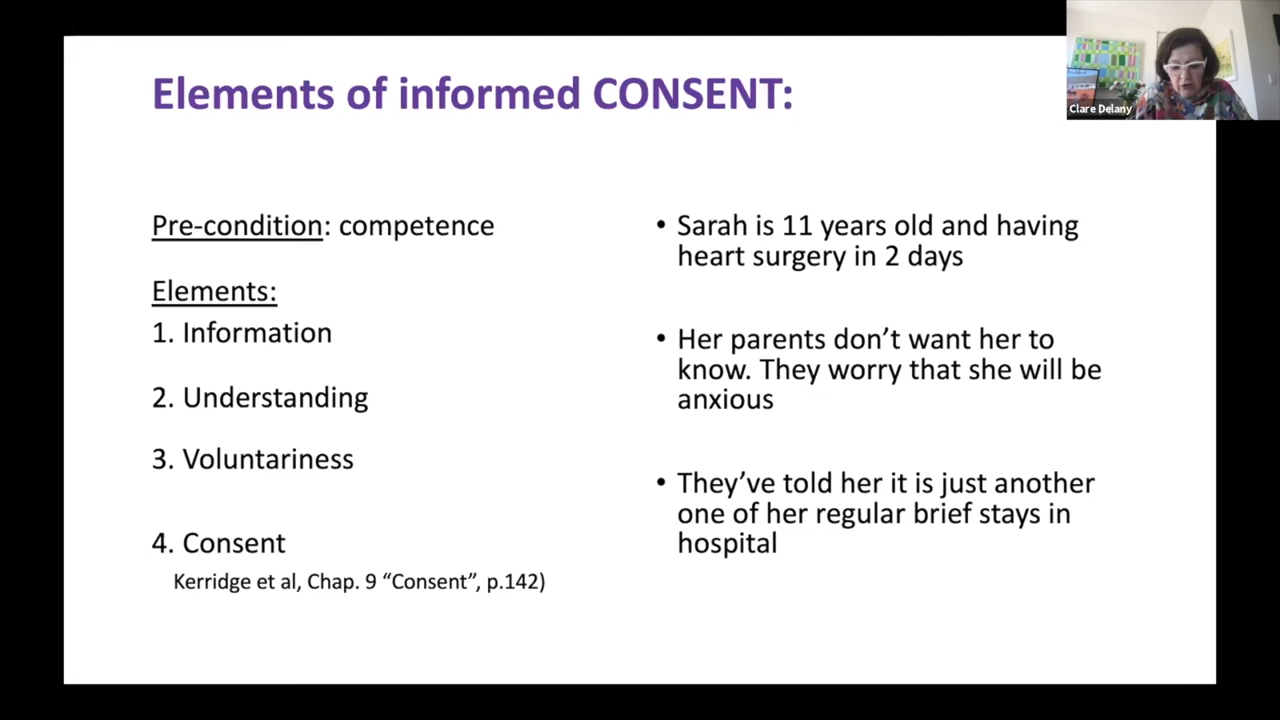 Elements of informed CONSENT:
Clare Delany
Pre-condition: competence
Elements:
1. Information
2. Understanding
3. Voluntariness
4. Consent
Kerridge et al, Chap. 9 “Consent”, p.142)
• Sarah is 11 years old and having
heart surgery in 2 days
• Her parents don’t want her to
know. They worry that she will be
anxious
• They’ve told her it is just another
one of her regular brief stays in
hospital